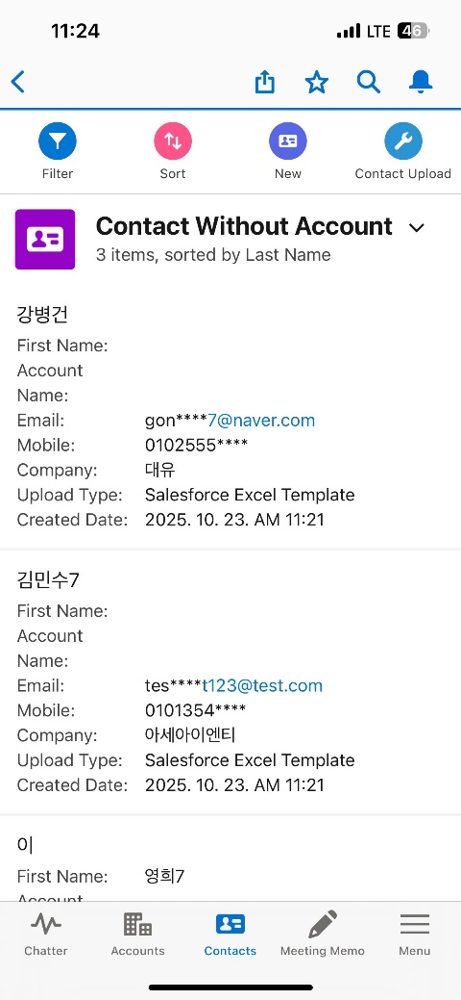 11:24
LTE 46
Filter
Sort
New
Contact Upload
Contact Without Account
3 items, sorted by Last Name
강병건
First Name:
Account
Name:
Email: gon****7@naver.com
Mobile: 0102555****
Company: 대유
Upload Type: Salesforce Excel Template
Created Date: 2025. 10. 23. AM 11:21
김민수7
First Name:
Account
Name:
Email: tes****t123@test.com
Mobile: 0101354****
Company: 아세아이엔티
Upload Type: Salesforce Excel Template
Created Date: 2025. 10. 23. AM 11:21
이
First Name: 영희7
Account
Chatter
Accounts
Contacts
Meeting Memo
Menu